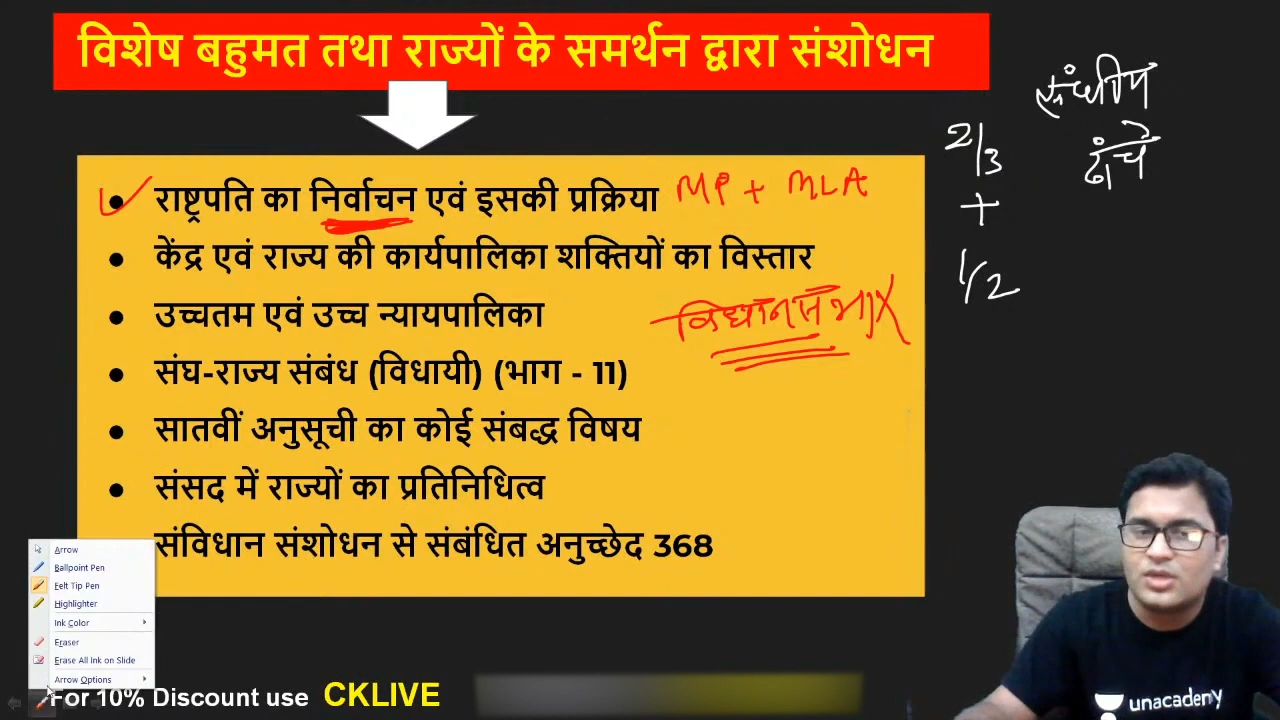 विशेष बहुमत तथा राज्यों के समर्थन द्वारा संशोधन
संघीय
ढांचे
2/3
+
1/2
• राष्ट्रपति का निर्वाचन एवं इसकी प्रक्रिया MP + MLA
• केंद्र एवं राज्य की कार्यपालिका शक्तियों का विस्तार
• उच्चतम एवं उच्च न्यायपालिका
विधानसभा X
• संघ-राज्य संबंध (विधायी) (भाग - 11)
• सातवीं अनुसूची का कोई संबद्ध विषय
• संसद में राज्यों का प्रतिनिधित्व
संविधान संशोधन से संबंधित अनुच्छेद 368
Arrow
Ballpoint Pen
Felt Tip Pen
Highlighter
Ink Color
Eraser
Erase All Ink on Slide
Arrow Options
For 10% Discount use CKLIVE
unacademy